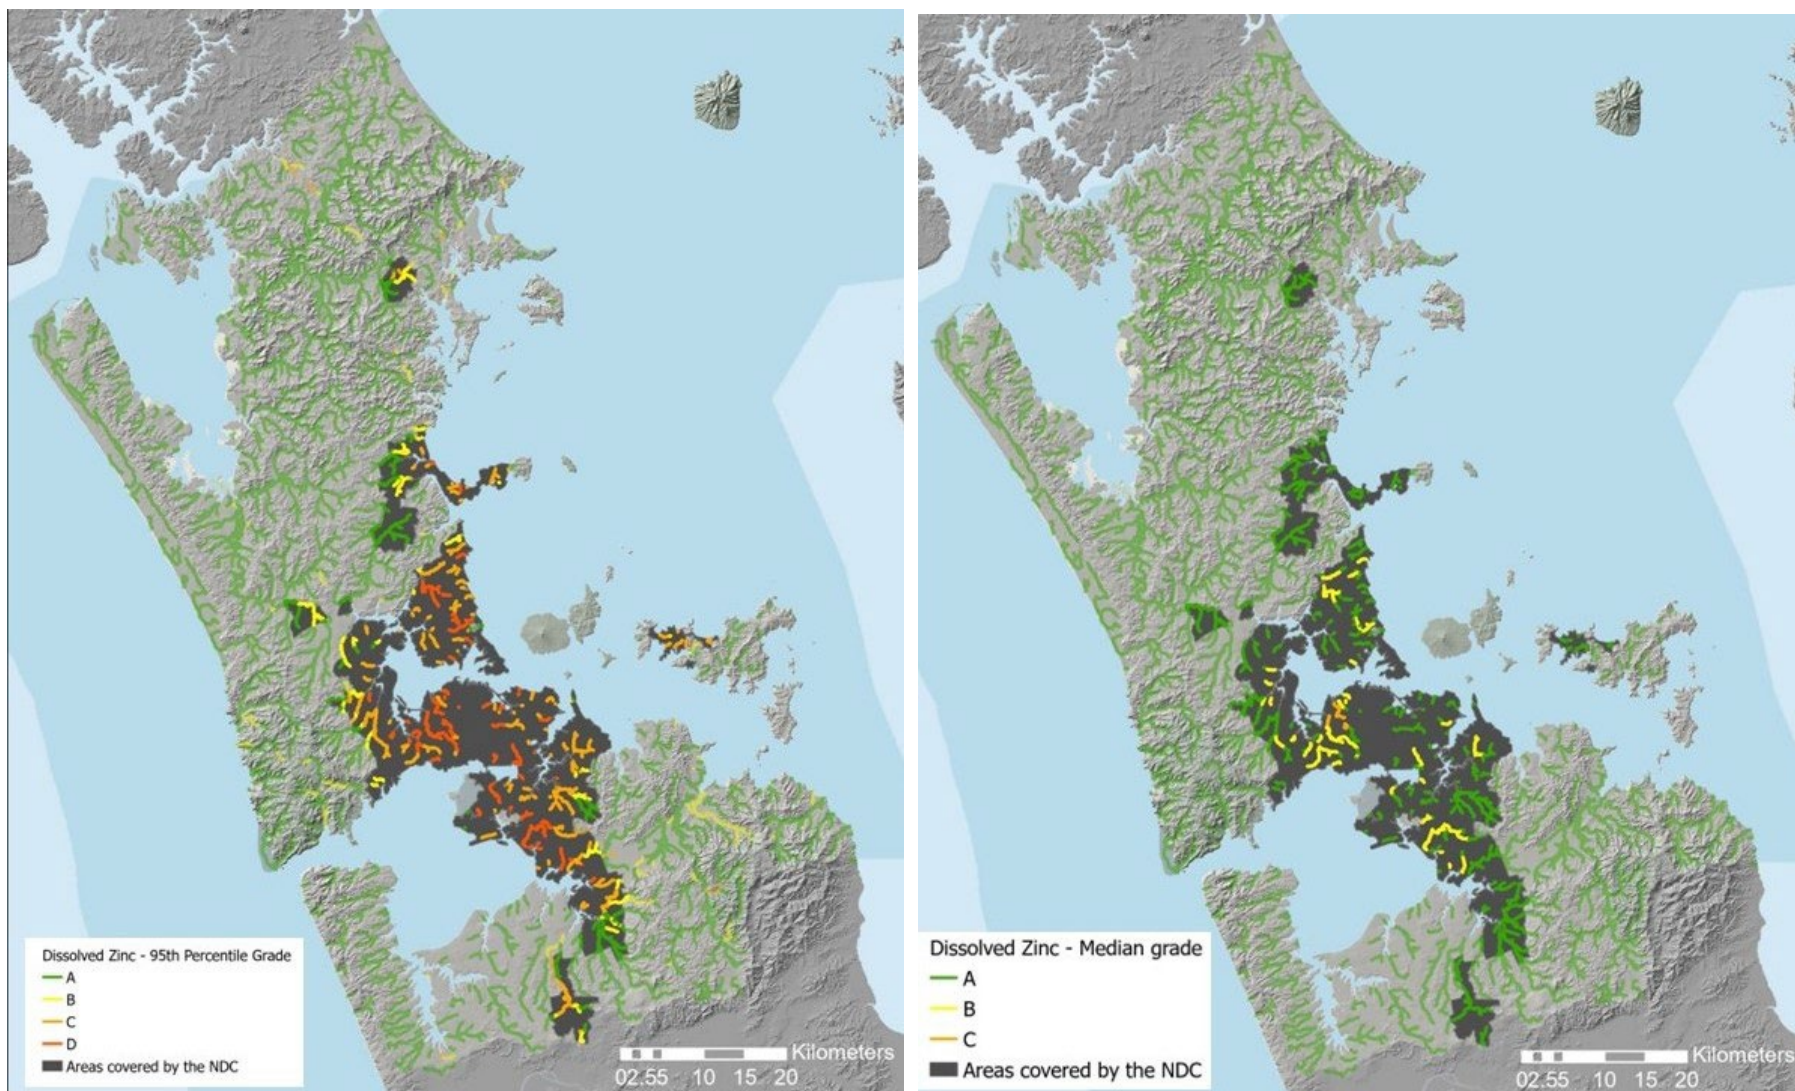 Dissolved Zinc - 95th Percentile Grade
A
B
C
D
Areas covered by the NDC
Kilometers
02.55 10 15 20
Dissolved Zinc - Median grade
A
B
C
Areas covered by the NDC
Kilometers
02.55 10 15 20